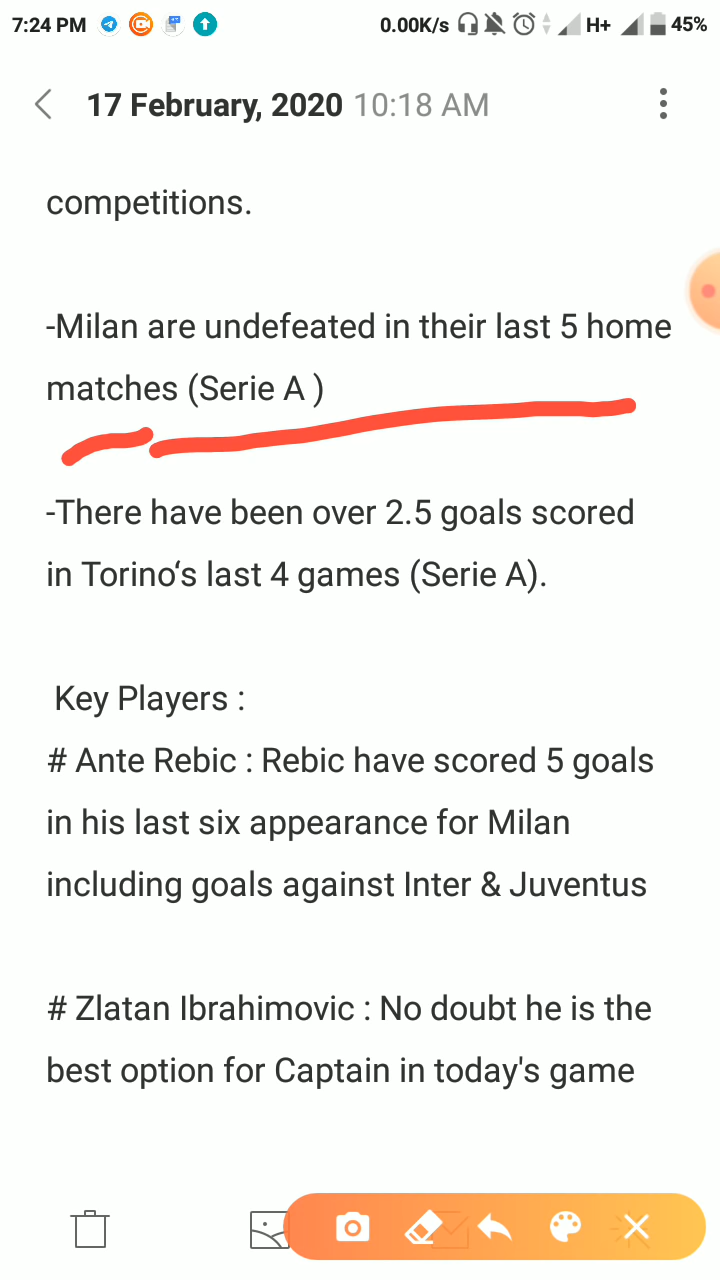 7:24 PM 0.00K/s H+ 45%
17 February, 2020 10:18 AM
competitions.
-Milan are undefeated in their last 5 home
matches (Serie A )
-There have been over 2.5 goals scored
in Torino‘s last 4 games (Serie A).
Key Players :
# Ante Rebic : Rebic have scored 5 goals
in his last six appearance for Milan
including goals against Inter & Juventus
# Zlatan Ibrahimovic : No doubt he is the
best option for Captain in today's game